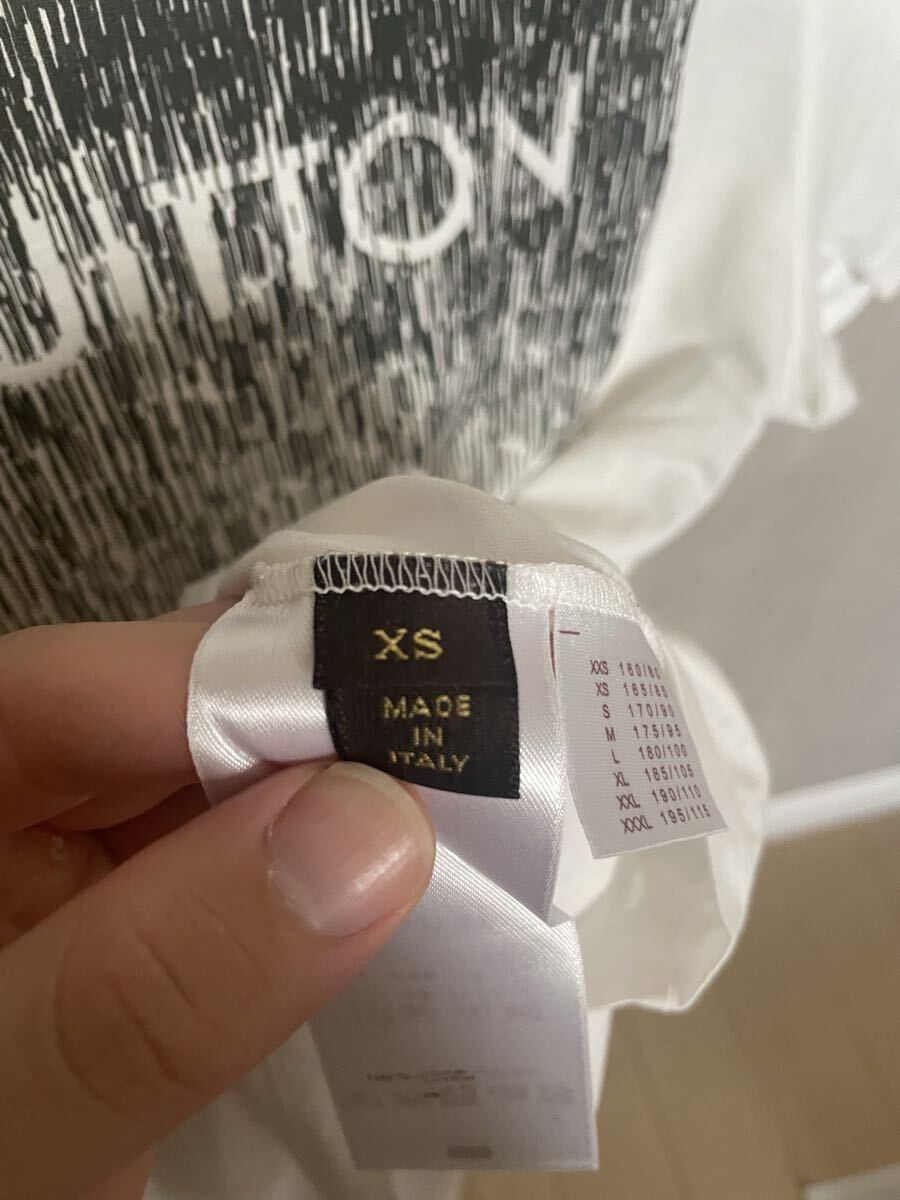 UITTON
XS
MADE
IN
ITALY
XXS 160/80
XS 165/85
S 170/90
M 175/95
L 180/100
XL 185/105
XXL 190/110
XXXL 195/115